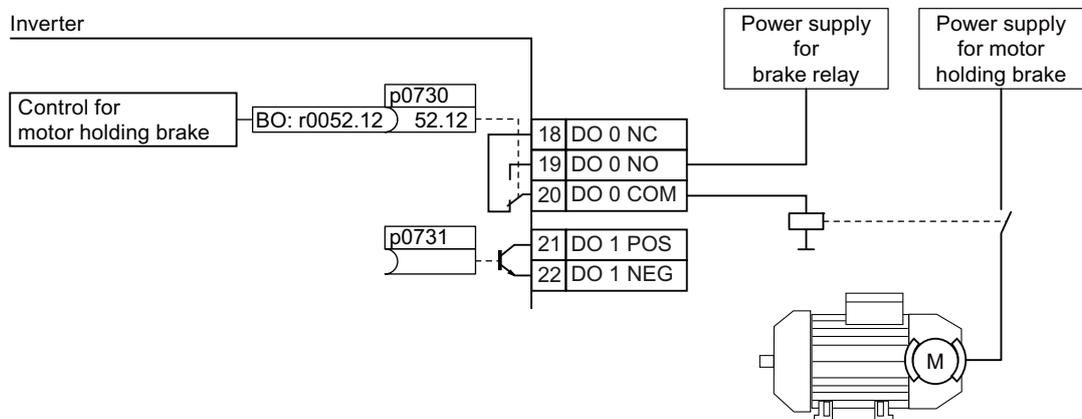 Inverter
Power supply
for
brake relay
Power supply
for motor
holding brake
Control for
motor holding brake
p0730
BO: r0052.12
52.12
18 DO 0 NC
19 DO 0 NO
20 DO 0 COM
p0731
21 DO 1 POS
22 DO 1 NEG
M